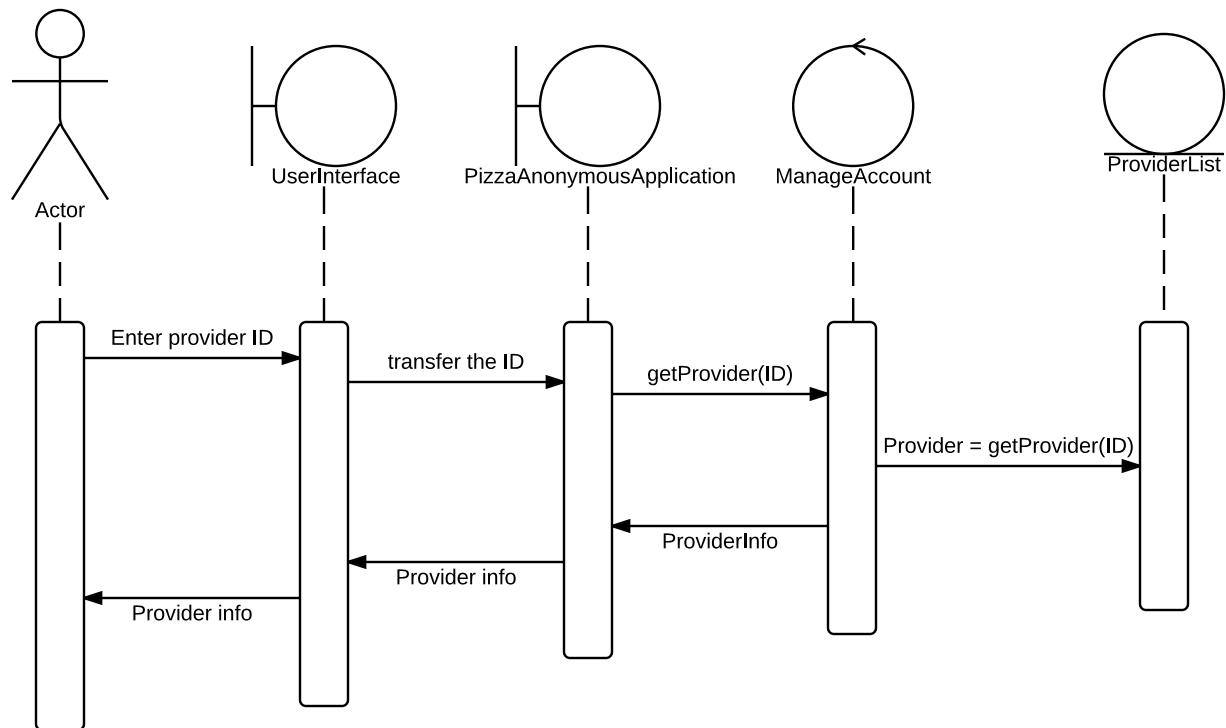 UserInterface
PizzaAnonymousApplication
ManageAccount
ProviderList
Actor
Enter provider ID
transfer the ID
getProvider(ID)
Provider = getProvider(ID)
ProviderInfo
Provider info
Provider info